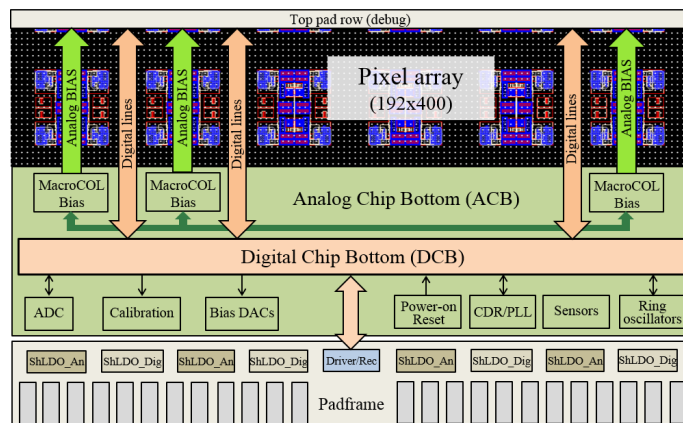 Top pad row (debug)
Pixel array
(192x400)
Analog BIAS
Digital lines
Analog BIAS
Digital lines
Digital lines
Analog BIAS
MacroCOL
Bias
MacroCOL
Bias
Analog Chip Bottom (ACB)
MacroCOL
Bias
Digital Chip Bottom (DCB)
ADC
Calibration
Bias DACs
Power-on
Reset
CDR/PLL
Sensors
Ring
oscillators
ShLDO_An
ShLDO_Dig
ShLDO_An
ShLDO_Dig
Driver/Rec
ShLDO_An
ShLDO_Dig
ShLDO_An
ShLDO_Dig
Padframe